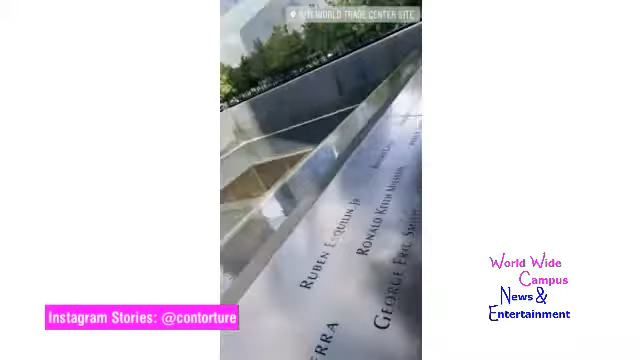 WORLD TRADE CENTER SITE
RUBEN ESQUILIN, JR.
RONALD KEITH MILSTEIN
GEORGE ERIC SMITH
World Wide
Campus
News &
Entertainment
Instagram Stories: @contorture